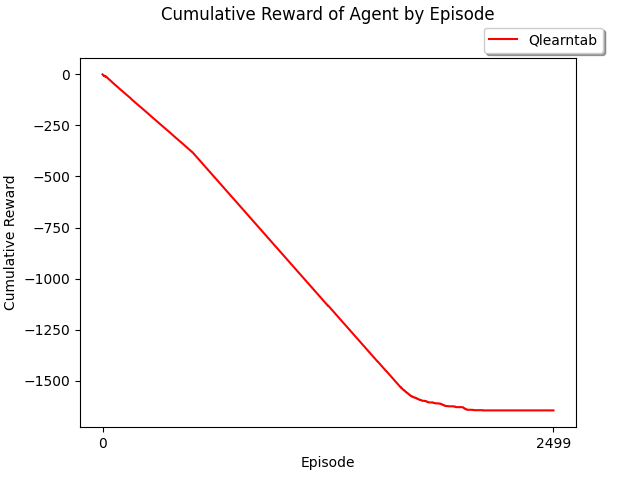 Cumulative Reward of Agent by Episode
Qlearntab
0
−250
−500
−750
−1000
−1250
−1500
Cumulative Reward
0
2499
Episode